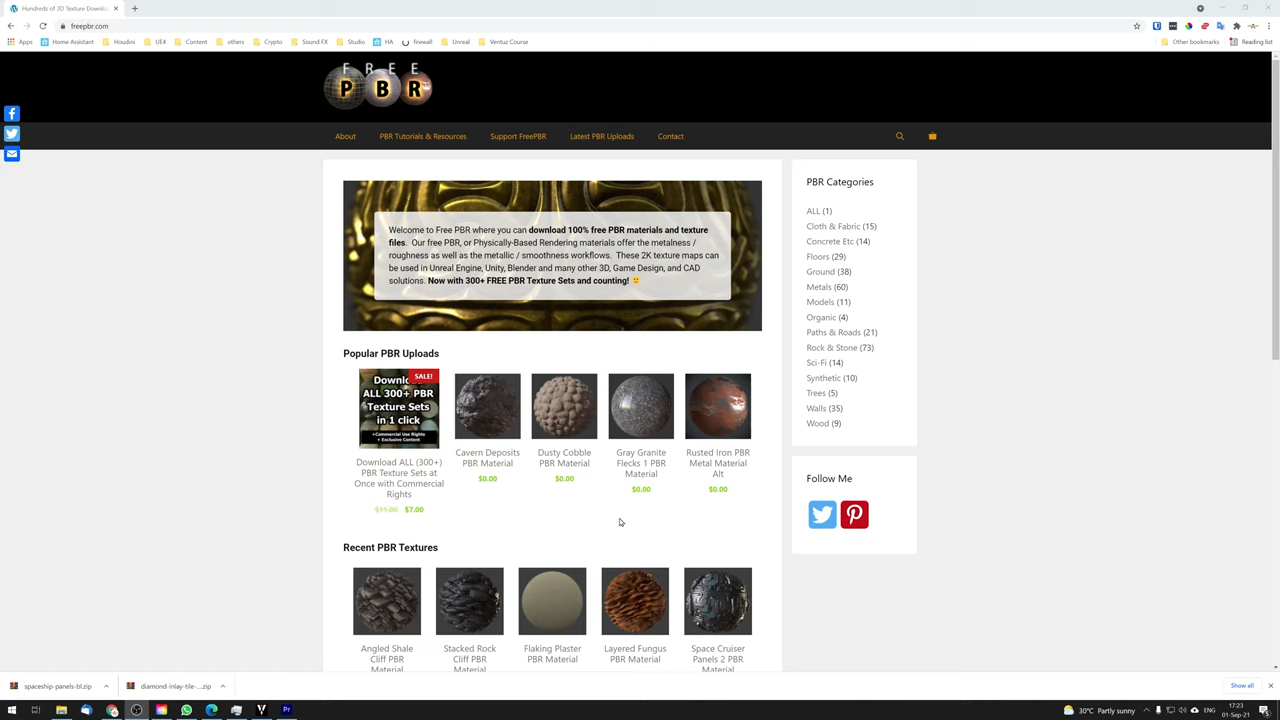 Hundreds of 3D Texture Downlo
freepbr.com
Apps Home Assistant Houdini UE4 Content others Crypto Sound FX Studio HA firewall Unreal Ventuz Course Other bookmarks Reading list
FREE
PBR
About PBR Tutorials & Resources Support FreePBR Latest PBR Uploads Contact
Welcome to Free PBR where you can download 100% free PBR materials and texture
files. Our free PBR, or Physically-Based Rendering materials offer the metalness /
roughness as well as the metallic / smoothness workflows. These 2K texture maps can
be used in Unreal Engine, Unity, Blender and many other 3D, Game Design, and CAD
solutions. Now with 300+ FREE PBR Texture Sets and counting! 🙂
PBR Categories
ALL (1)
Cloth & Fabric (15)
Concrete Etc (14)
Floors (29)
Ground (38)
Metals (60)
Models (11)
Organic (4)
Paths & Roads (21)
Rock & Stone (73)
Sci-Fi (14)
Synthetic (10)
Trees (5)
Walls (35)
Wood (9)
Follow Me
Popular PBR Uploads
SALE!
Download
ALL 300+ PBR
Texture Sets
in 1 click
+Commercial Use Rights
+ Exclusive Content
Download ALL (300+)
PBR Texture Sets at
Once with Commercial
Rights
$11.00 $7.00
Cavern Deposits
PBR Material
$0.00
Dusty Cobble
PBR Material
$0.00
Gray Granite
Flecks 1 PBR
Material
$0.00
Rusted Iron PBR
Metal Material
Alt
$0.00
Recent PBR Textures
Angled Shale
Cliff PBR
Material
Stacked Rock
Cliff PBR
Material
Flaking Plaster
PBR Material
Layered Fungus
PBR Material
Space Cruiser
Panels 2 PBR
Material
spaceship-panels-bl.zip diamond-inlay-tile-....zip Show all
30°C Partly sunny ENG 17:23
01-Sep-21